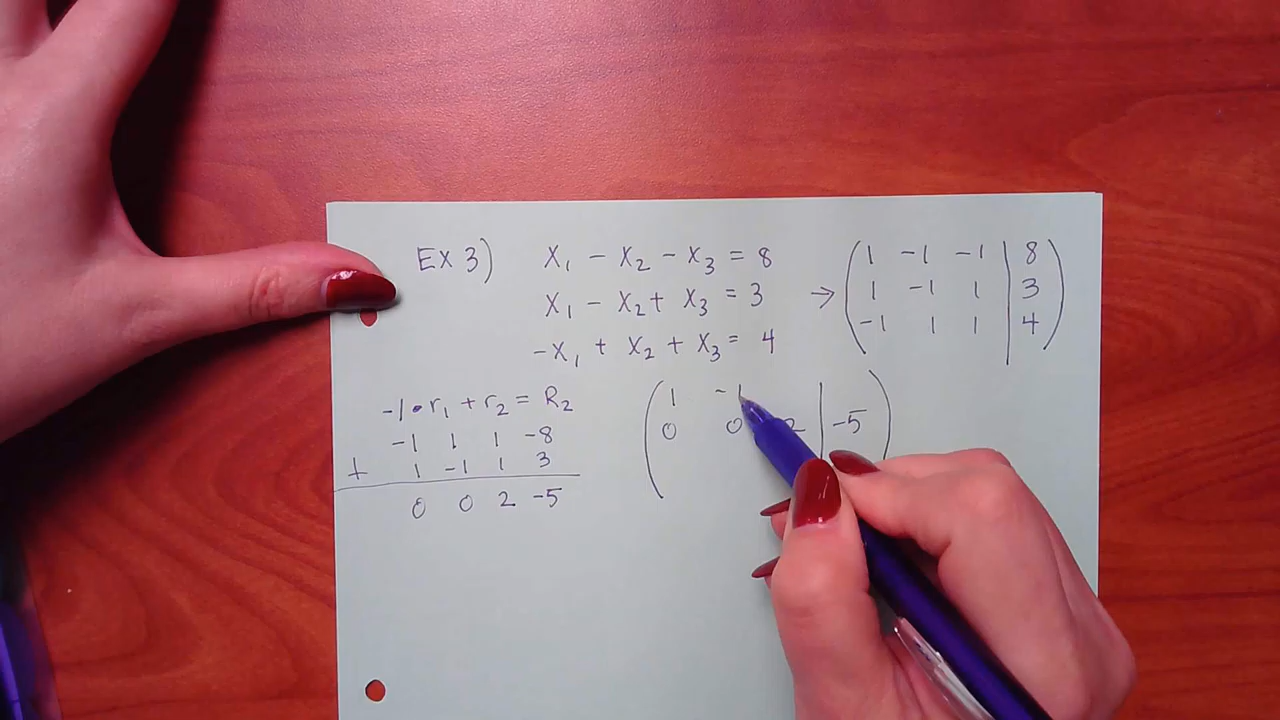 EX 3) X₁ - X₂ - X₃ = 8
X₁ - X₂ + X₃ = 3
-X₁ + X₂ + X₃ = 4
→ ( 1 -1 -1 | 8
1 -1 1 | 3
-1 1 1 | 4 )
-1 • r₁ + r₂ = R₂
-1 1 1 -8
+ 1 -1 1 3
0 0 2 -5
( 1 -1 |
0 0 2 | -5 )